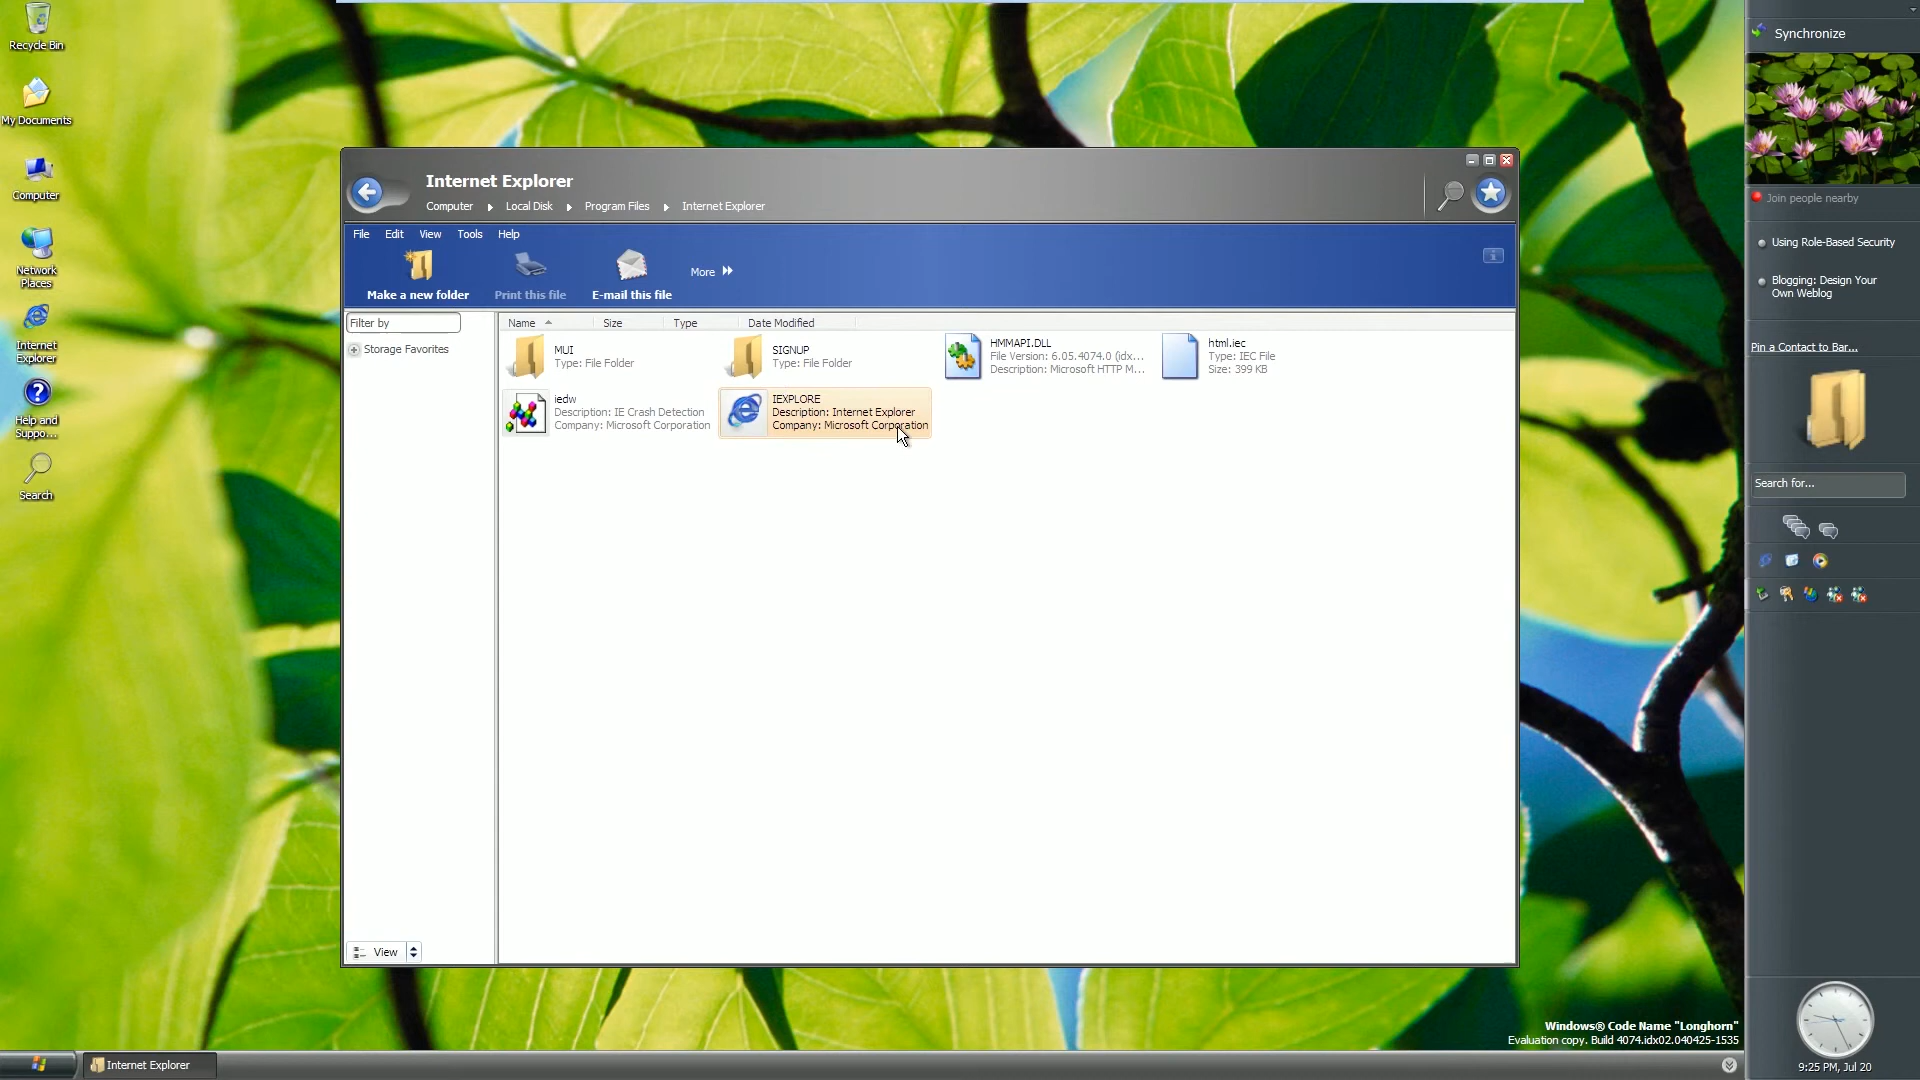 Recycle Bin
My Documents
Computer
Network
Places
Internet
Explorer
Help and
Suppo...
Search
Internet Explorer
Computer
Local Disk
Program Files
Internet Explorer
File
Edit
View
Tools
Help
Make a new folder
Print this file
E-mail this file
More
Filter by
Storage Favorites
Name
Size
Type
Date Modified
MUI
Type: File Folder
SIGNUP
Type: File Folder
HMMAPI.DLL
File Version: 6.05.4074.0 (idx...
Description: Microsoft HTTP M...
html.iec
Type: IEC File
Size: 399 KB
iedw
Description: IE Crash Detection
Company: Microsoft Corporation
IEXPLORE
Description: Internet Explorer
Company: Microsoft Corporation
View
Synchronize
Join people nearby
Using Role-Based Security
Blogging: Design Your
Own Weblog
Pin a Contact to Bar...
Search for...
Windows® Code Name "Longhorn"
Evaluation copy. Build 4074.idx02.040425-1535
Internet Explorer
9:25 PM, Jul 20